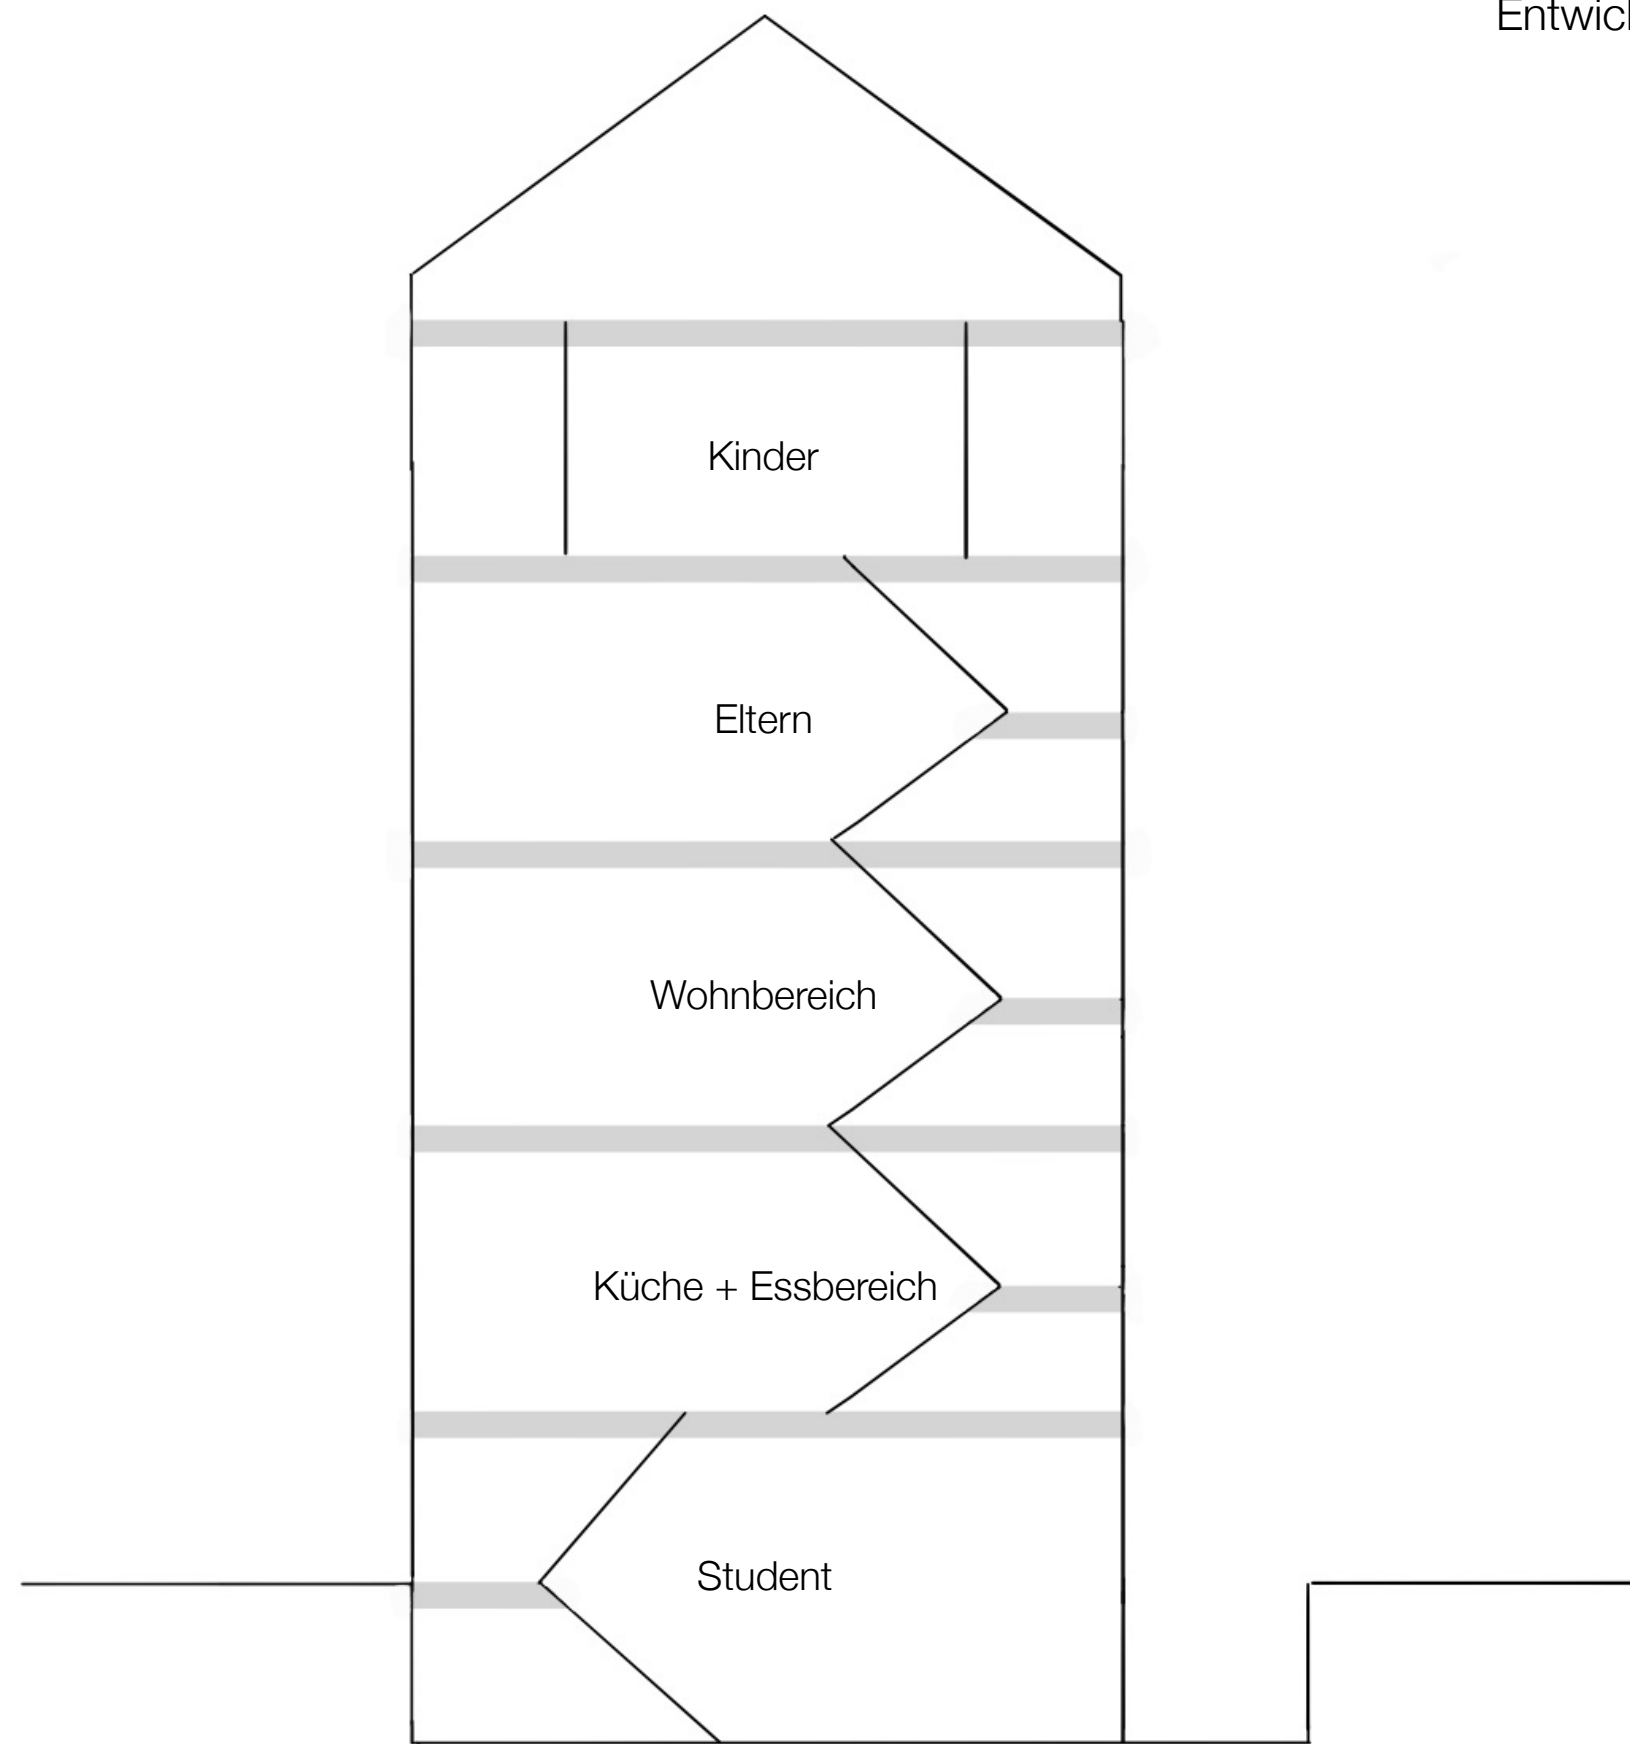 Kinder
Eltern
Wohnbereich
Küche + Essbereich
Student